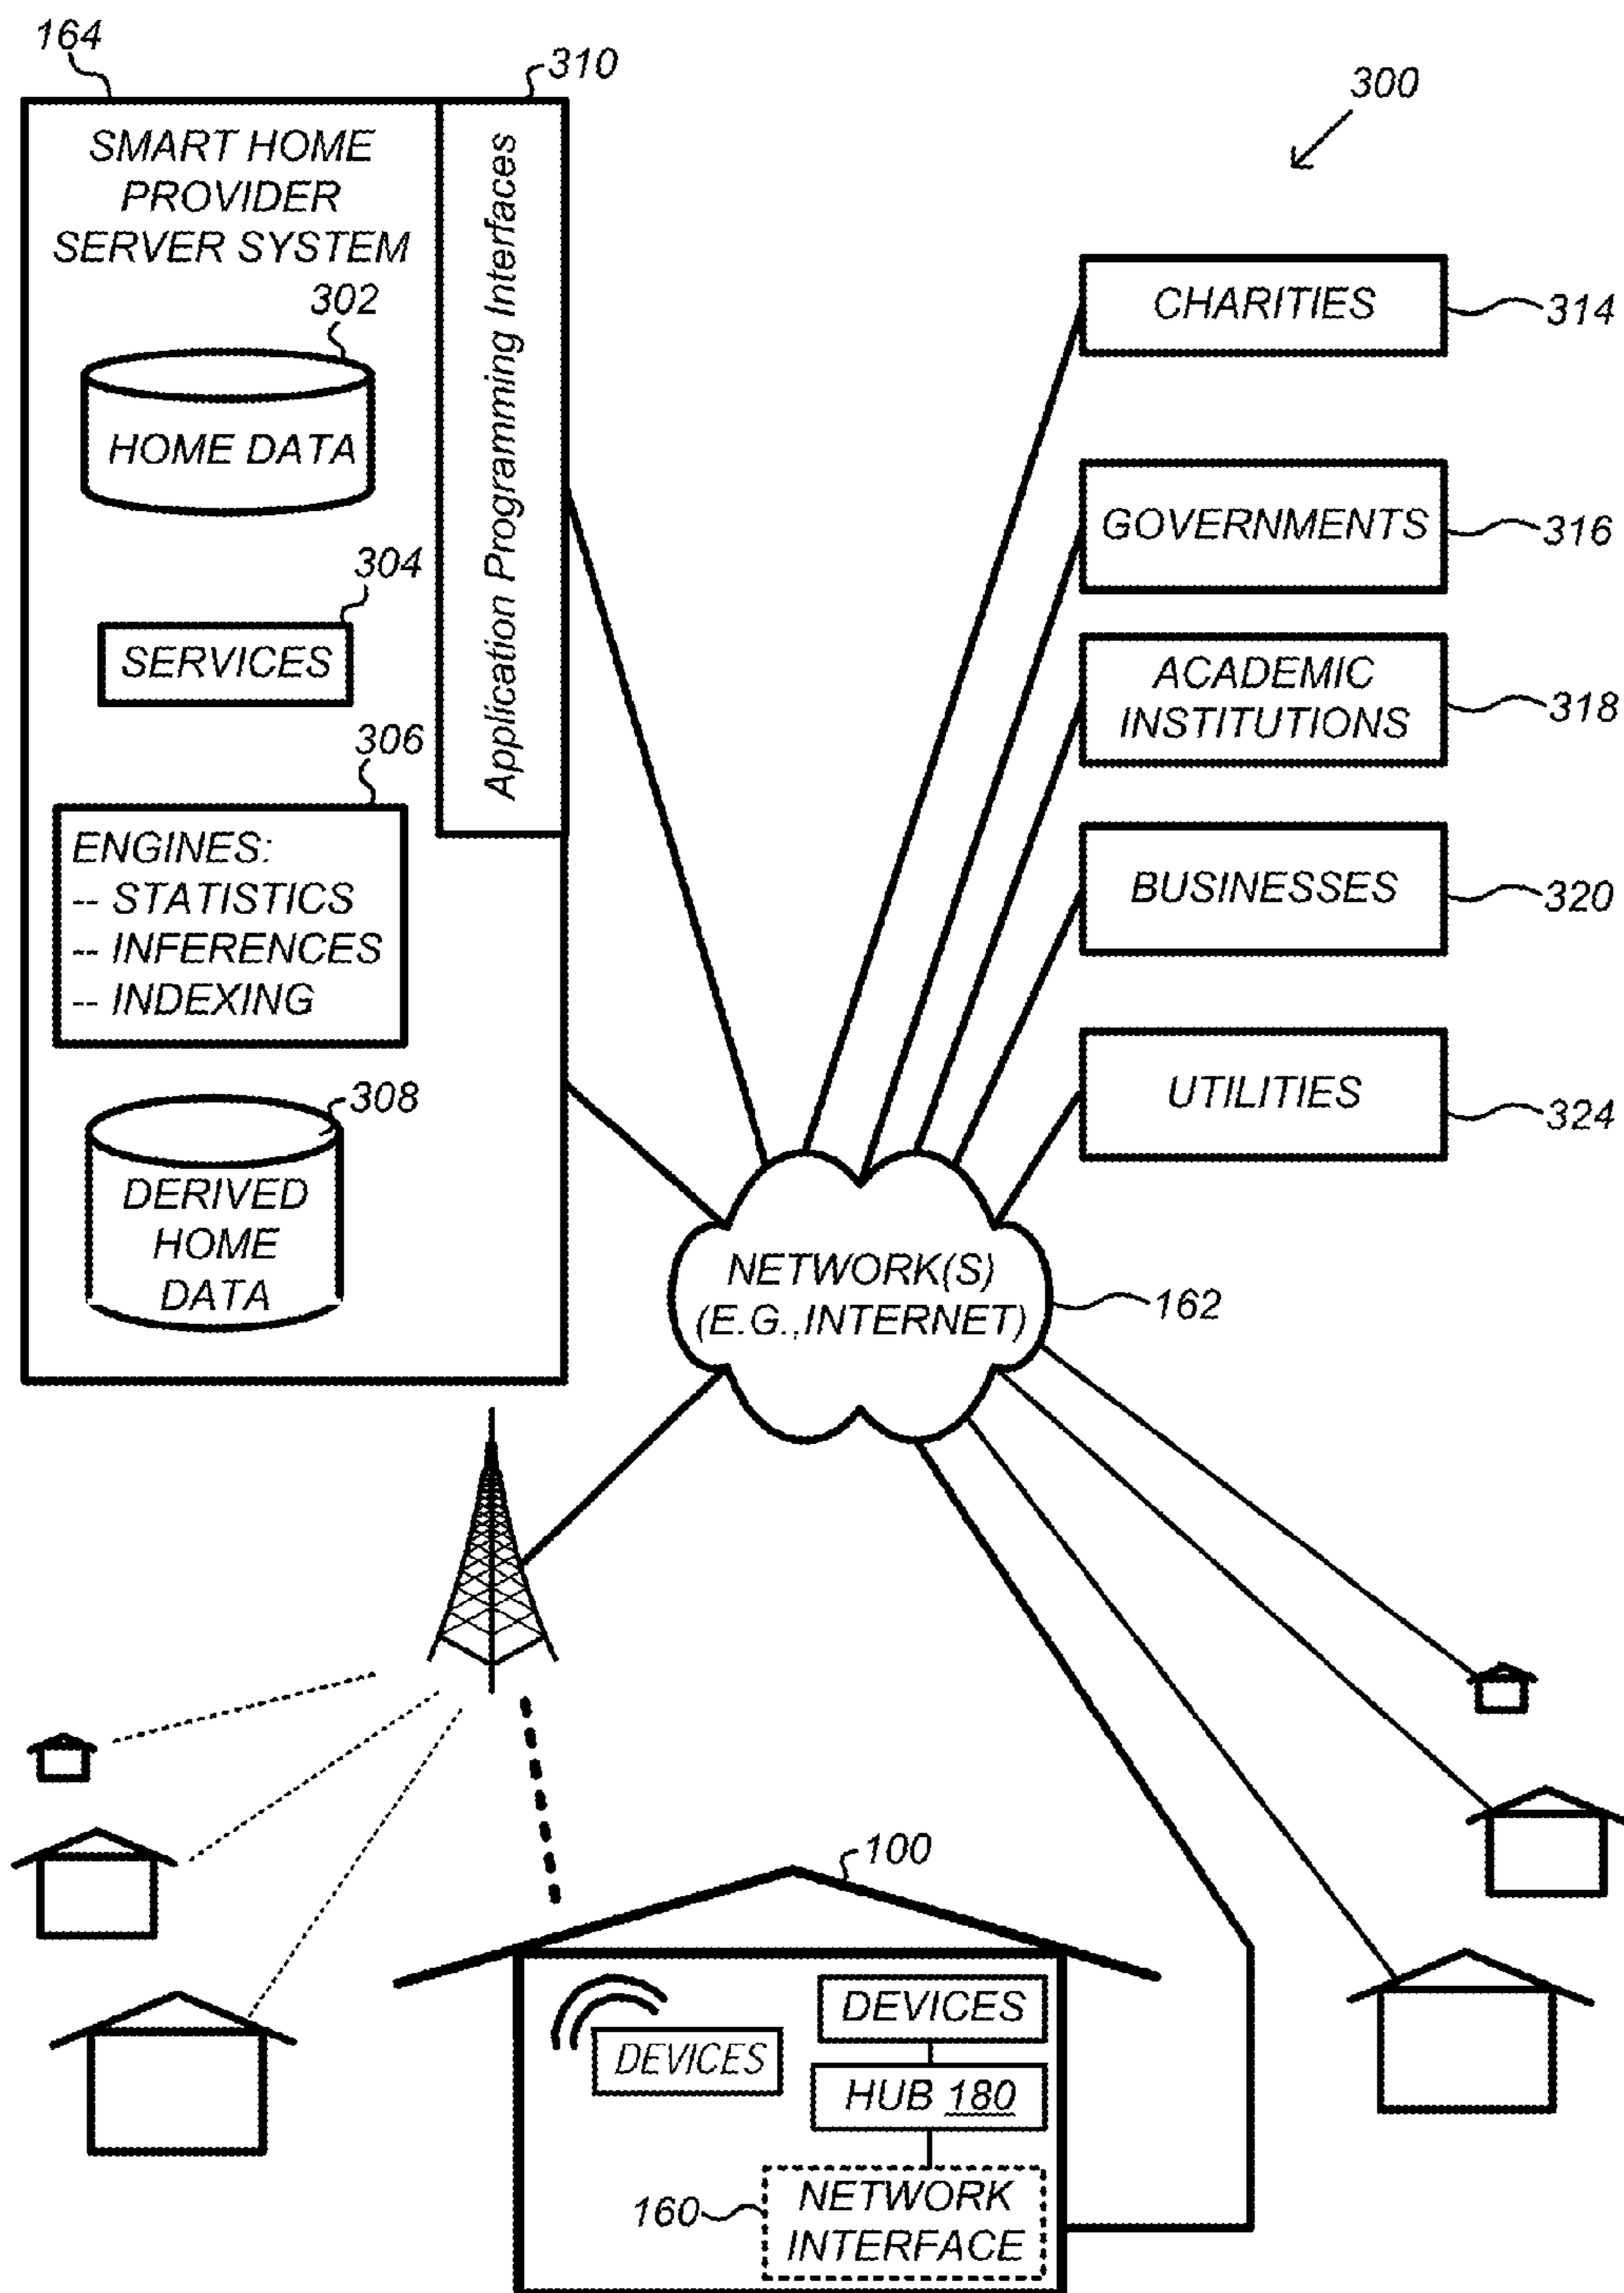 164
310
300
SMART HOME
PROVIDER
SERVER SYSTEM
Application Programming Interfaces
302
HOME DATA
304
SERVICES
306
ENGINES:
-- STATISTICS
-- INFERENCES
-- INDEXING
308
DERIVED
HOME
DATA
CHARITIES
314
GOVERNMENTS
316
ACADEMIC
INSTITUTIONS
318
BUSINESSES
320
UTILITIES
324
NETWORK(S)
(E.G.,INTERNET)
162
100
DEVICES
DEVICES
HUB 180
160
NETWORK
INTERFACE